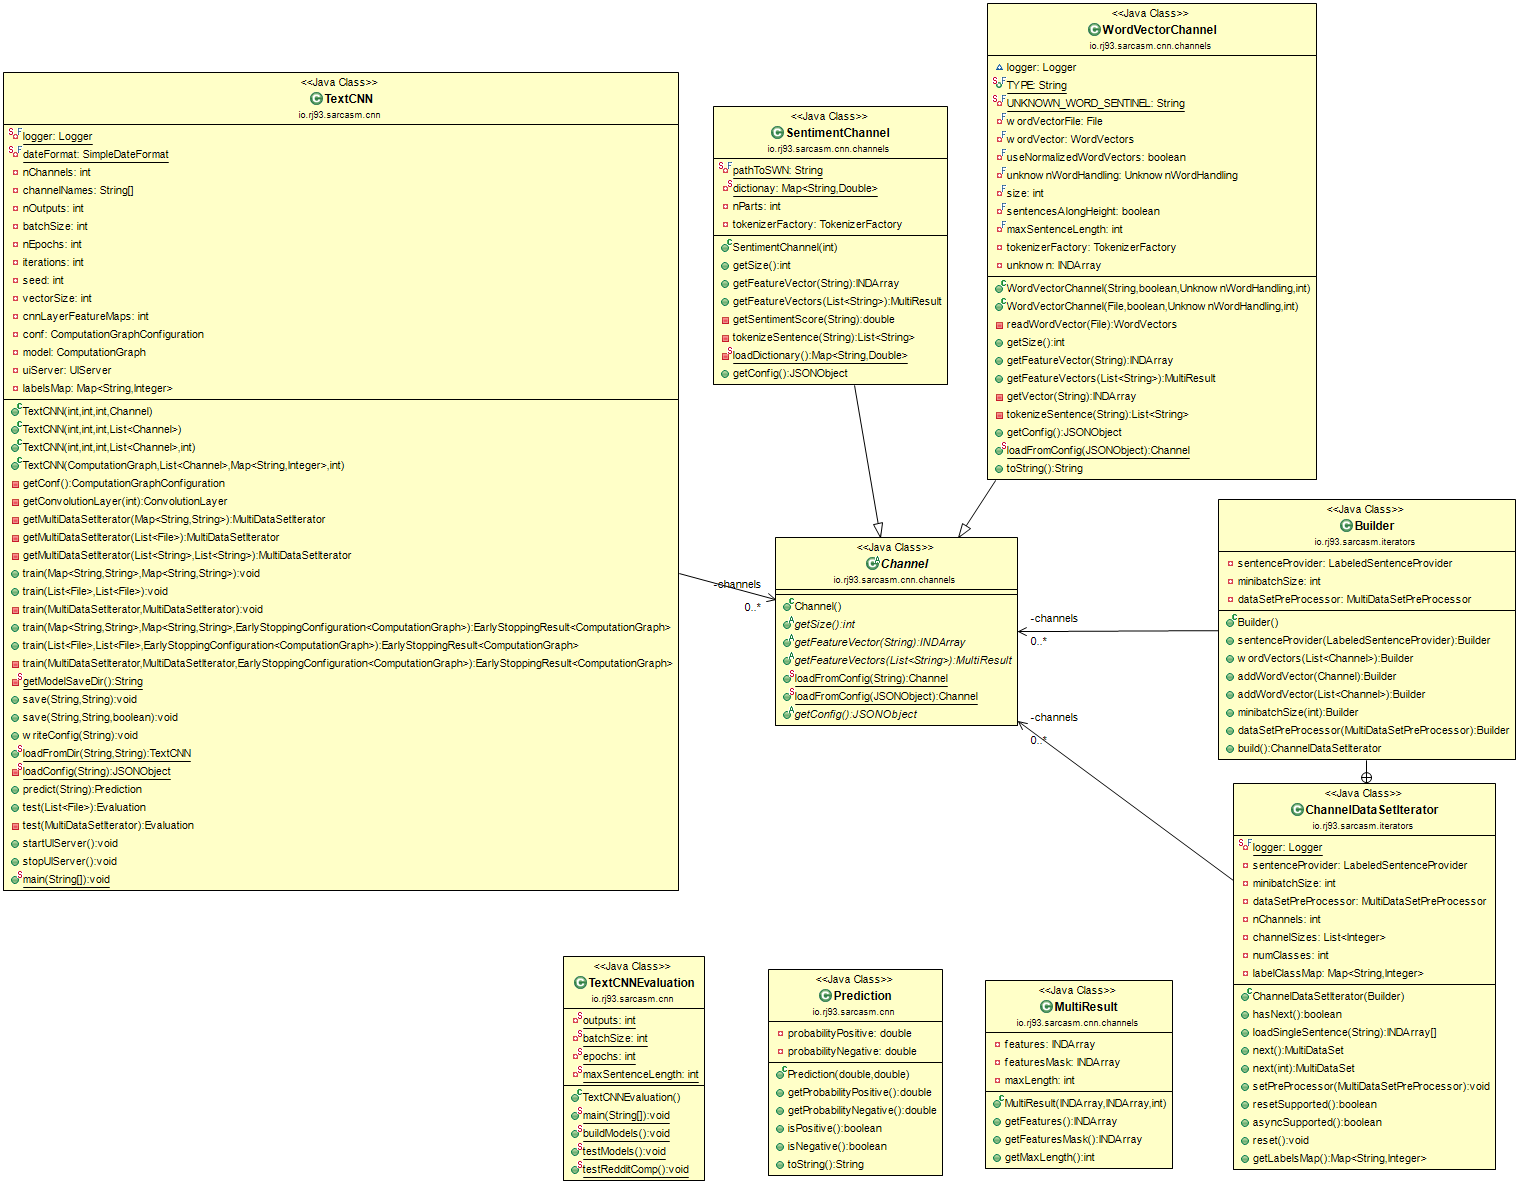 <<Java Class>>
TextCNN
io.rj93.sarcasm.cnn
logger: Logger
dateFormat: SimpleDateFormat
nChannels: int
channelNames: String[]
nOutputs: int
batchSize: int
nEpochs: int
iterations: int
seed: int
vectorSize: int
cnnLayerFeatureMaps: int
conf: ComputationGraphConfiguration
model: ComputationGraph
uiServer: UIServer
labelsMap: Map<String,Integer>
TextCNN(int,int,int,Channel)
TextCNN(int,int,int,List<Channel>)
TextCNN(int,int,int,List<Channel>,int)
TextCNN(ComputationGraph,List<Channel>,Map<String,Integer>,int)
getConf():ComputationGraphConfiguration
getConvolutionLayer(int):ConvolutionLayer
getMultiDataSetIterator(Map<String,String>):MultiDataSetIterator
getMultiDataSetIterator(List<File>):MultiDataSetIterator
getMultiDataSetIterator(List<String>,List<String>):MultiDataSetIterator
train(Map<String,String>,Map<String,String>):void
train(List<File>,List<File>):void
train(MultiDataSetIterator,MultiDataSetIterator):void
train(Map<String,String>,Map<String,String>,EarlyStoppingConfiguration<ComputationGraph>):EarlyStoppingResult<ComputationGraph>
train(List<File>,List<File>,EarlyStoppingConfiguration<ComputationGraph>):EarlyStoppingResult<ComputationGraph>
train(MultiDataSetIterator,MultiDataSetIterator,EarlyStoppingConfiguration<ComputationGraph>):EarlyStoppingResult<ComputationGraph>
getModelSaveDir():String
save(String,String):void
save(String,String,boolean):void
writeConfig(String):void
loadFromDir(String,String):TextCNN
loadConfig(String):JSONObject
predict(String):Prediction
test(List<File>):Evaluation
test(MultiDataSetIterator):Evaluation
startUIServer():void
stopUIServer():void
main(String[]):void
<<Java Class>>
SentimentChannel
io.rj93.sarcasm.cnn.channels
pathToSWN: String
dictionay: Map<String,Double>
nParts: int
tokenizerFactory: TokenizerFactory
SentimentChannel(int)
getSize():int
getFeatureVector(String):INDArray
getFeatureVectors(List<String>):MultiResult
getSentimentScore(String):double
tokenizeSentence(String):List<String>
loadDictionary():Map<String,Double>
getConfig():JSONObject
<<Java Class>>
WordVectorChannel
io.rj93.sarcasm.cnn.channels
logger: Logger
TYPE: String
UNKNOWN_WORD_SENTINEL: String
wordVectorFile: File
wordVector: WordVectors
useNormalizedWordVectors: boolean
unknownWordHandling: UnknownWordHandling
size: int
sentencesAlongHeight: boolean
maxSentenceLength: int
tokenizerFactory: TokenizerFactory
unknown: INDArray
WordVectorChannel(String,boolean,UnknownWordHandling,int)
WordVectorChannel(File,boolean,UnknownWordHandling,int)
readWordVector(File):WordVectors
getSize():int
getFeatureVector(String):INDArray
getFeatureVectors(List<String>):MultiResult
getVector(String):INDArray
tokenizeSentence(String):List<String>
getConfig():JSONObject
loadFromConfig(JSONObject):Channel
toString():String
-channels
0..*
<<Java Class>>
Channel
io.rj93.sarcasm.cnn.channels
Channel()
getSize():int
getFeatureVector(String):INDArray
getFeatureVectors(List<String>):MultiResult
loadFromConfig(String):Channel
loadFromConfig(JSONObject):Channel
getConfig():JSONObject
-channels
0..*
-channels
0..*
<<Java Class>>
Builder
io.rj93.sarcasm.iterators
sentenceProvider: LabeledSentenceProvider
minibatchSize: int
dataSetPreProcessor: MultiDataSetPreProcessor
Builder()
sentenceProvider(LabeledSentenceProvider):Builder
wordVectors(List<Channel>):Builder
addWordVector(Channel):Builder
addWordVector(List<Channel>):Builder
minibatchSize(int):Builder
dataSetPreProcessor(MultiDataSetPreProcessor):Builder
build():ChannelDataSetIterator
<<Java Class>>
ChannelDataSetIterator
io.rj93.sarcasm.iterators
logger: Logger
sentenceProvider: LabeledSentenceProvider
minibatchSize: int
dataSetPreProcessor: MultiDataSetPreProcessor
nChannels: int
channelSizes: List<Integer>
numClasses: int
labelClassMap: Map<String,Integer>
ChannelDataSetIterator(Builder)
hasNext():boolean
loadSingleSentence(String):INDArray[]
next():MultiDataSet
next(int):MultiDataSet
setPreProcessor(MultiDataSetPreProcessor):void
resetSupported():boolean
asyncSupported():boolean
reset():void
getLabelsMap():Map<String,Integer>
<<Java Class>>
TextCNNEvaluation
io.rj93.sarcasm.cnn
outputs: int
batchSize: int
epochs: int
maxSentenceLength: int
TextCNNEvaluation()
main(String[]):void
buildModels():void
testModels():void
testRedditComp():void
<<Java Class>>
Prediction
io.rj93.sarcasm.cnn
probabilityPositive: double
probabilityNegative: double
Prediction(double,double)
getProbabilityPositive():double
getProbabilityNegative():double
isPositive():boolean
isNegative():boolean
toString():String
<<Java Class>>
MultiResult
io.rj93.sarcasm.cnn.channels
features: INDArray
featuresMask: INDArray
maxLength: int
MultiResult(INDArray,INDArray,int)
getFeatures():INDArray
getFeaturesMask():INDArray
getMaxLength():int